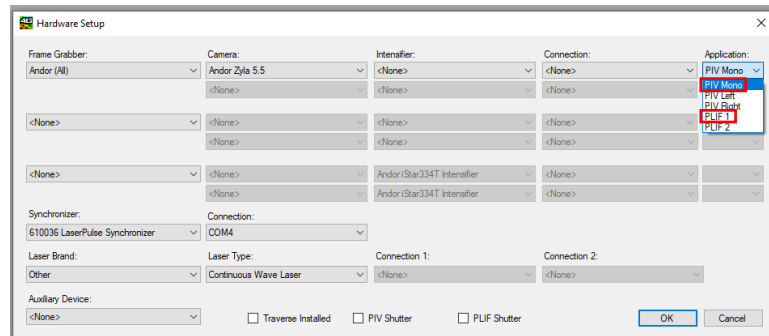 Hardware Setup
Frame Grabber: Camera: Intensifier: Connection: Application:
Andor (All) Andor Zyla 5.5 <None> <None> PIV Mono
<None> <None> <None> PIV Mono
PIV Left
PIV Right
<None> <None> <None> <None> PLIF 1
<None> <None> <None> PLIF 2
<None> <None> Andor iStar334T Intensifier <None>
<None> Andor iStar334T Intensifier <None>
Synchronizer: Connection:
610036 LaserPulse Synchronizer COM4
Laser Brand: Laser Type: Connection 1: Connection 2:
Other Continuous Wave Laser <None> <None>
Auxiliary Device:
<None> Traverse Installed PIV Shutter PLIF Shutter OK Cancel